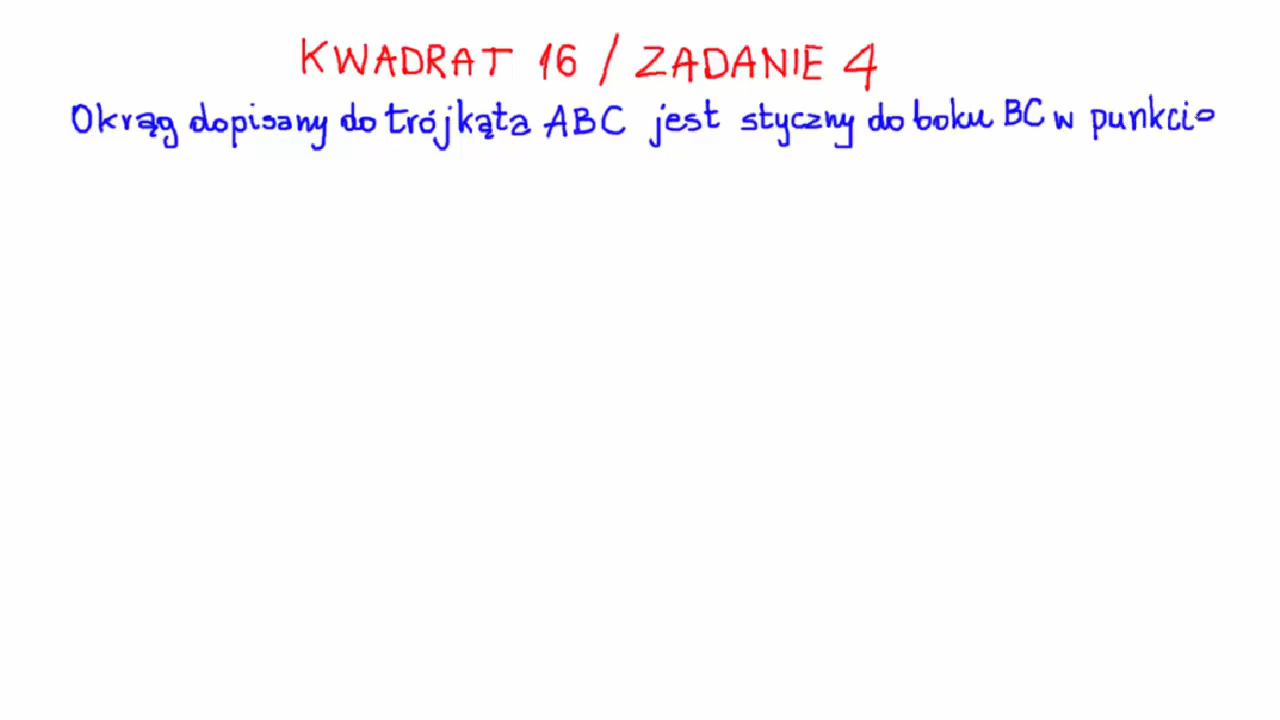 KWADRAT 16 / ZADANIE 4
Okrąg dopisany do trójkąta ABC jest styczny do boku BC w punkcie